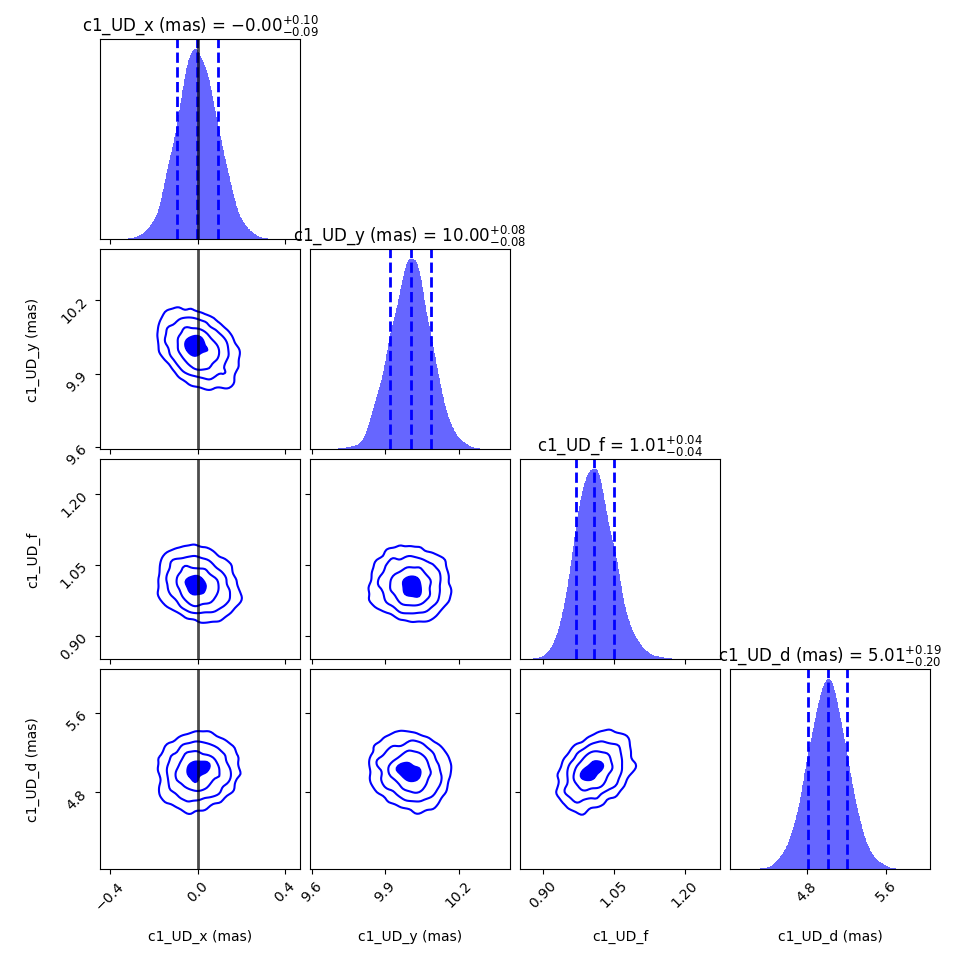 c1_UD_x (mas) = −0.00+0.10 −0.09
c1_UD_y (mas) = 10.00+0.08 −0.08
c1_UD_y (mas)
10.2
9.9
9.6
c1_UD_f = 1.01+0.04 −0.04
c1_UD_f
1.20
1.05
0.90
c1_UD_d (mas) = 5.01+0.19 −0.20
c1_UD_d (mas)
5.6
4.8
−0.4 0.0 0.4 9.6 9.9 10.2 0.90 1.05 1.20 4.8 5.6
c1_UD_x (mas) c1_UD_y (mas) c1_UD_f c1_UD_d (mas)